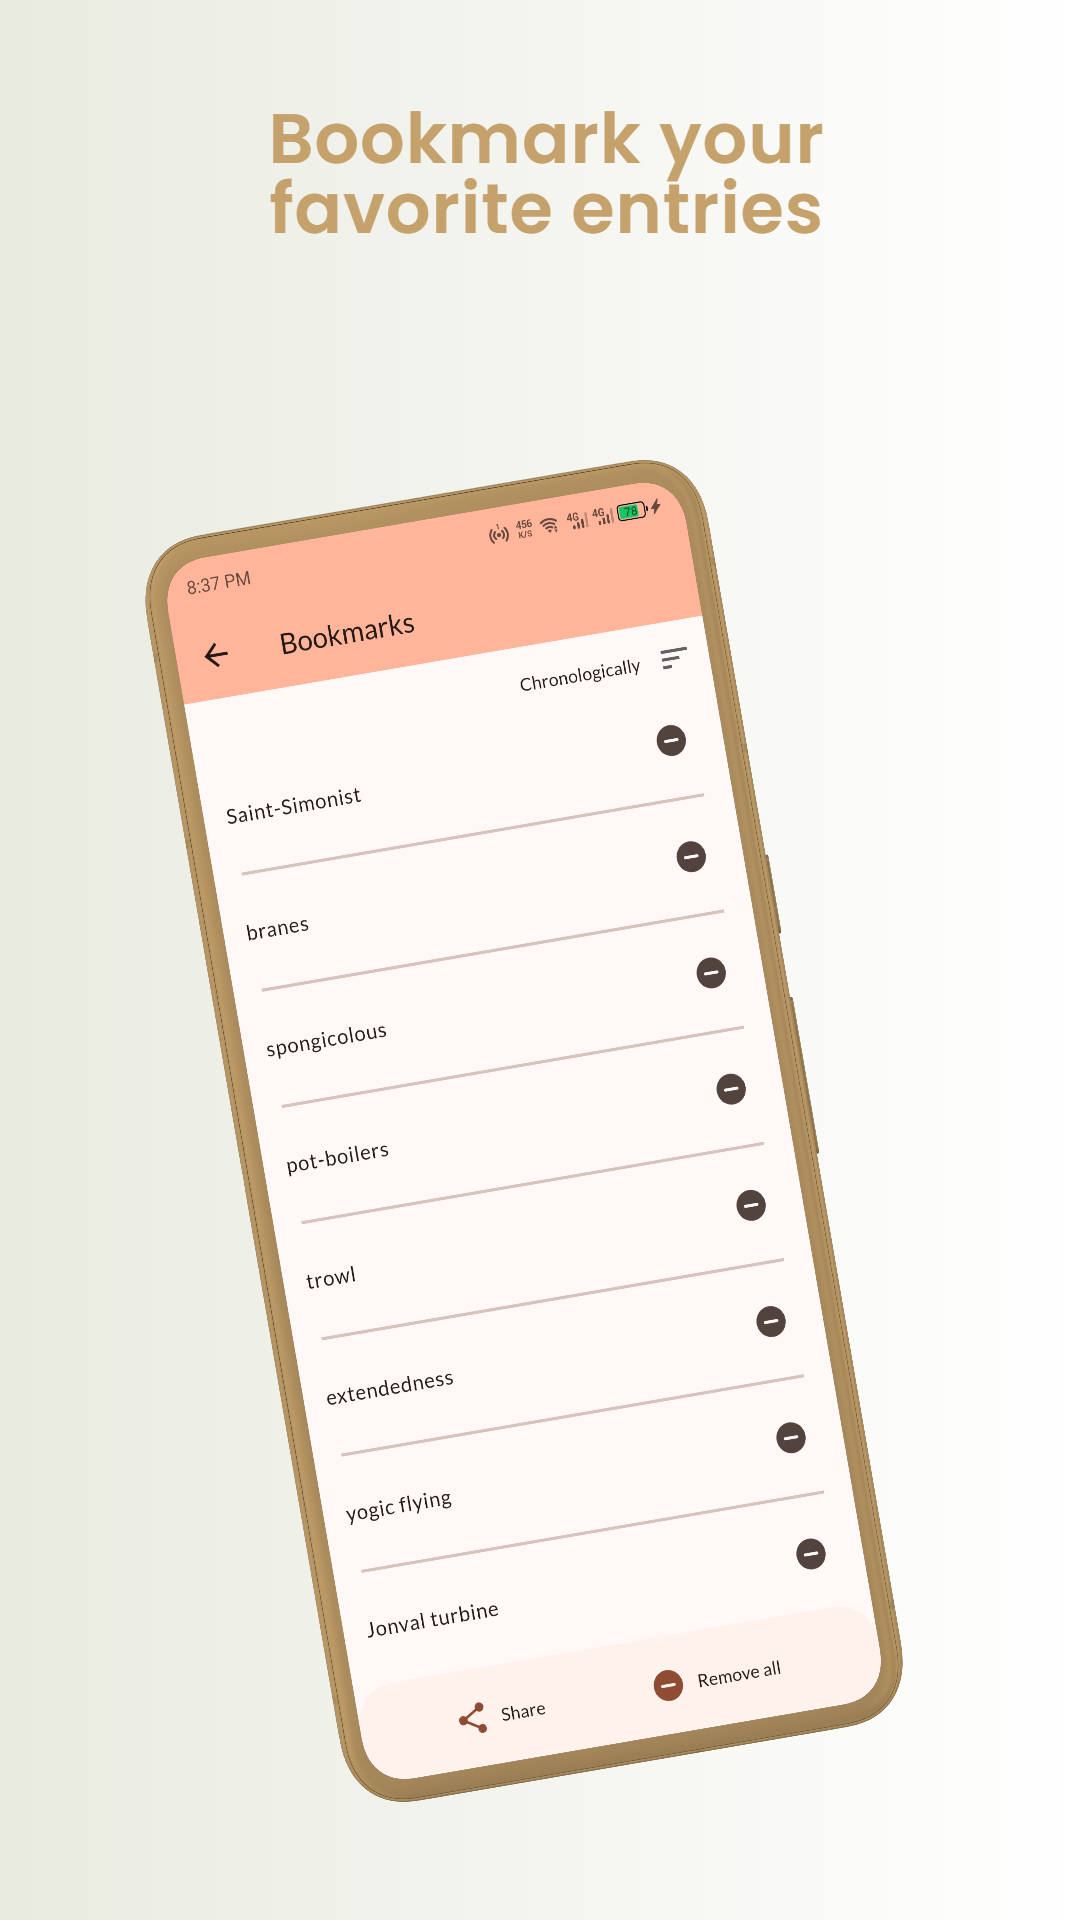 Bookmark your
favorite entries
8:37 PM
456
K/S
4G
4G
78
Bookmarks
Chronologically
Saint-Simonist
branes
spongicolous
pot-boilers
trowl
extendedness
yogic flying
Jonval turbine
Share
Remove all